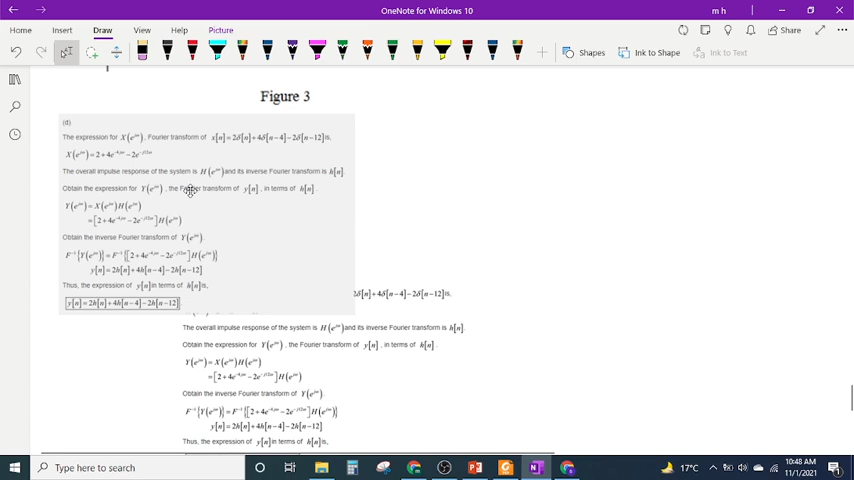 OneNote for Windows 10
m h
Home Insert Draw View Help Picture
Share
Shapes
Ink to Shape
Ink to Text
Figure 3
(d)
The expression for X(e^{jω}), Fourier transform of x[n]=2δ[n]+4δ[n−4]−2δ[n−12]is,
X(e^{jω})=2+4e^{-4jω}−2e^{-j12ω}
The overall impulse response of the system is H(e^{jω})and its inverse Fourier transform is h[n].
Obtain the expression for Y(e^{jω}), the Fourier transform of y[n], in terms of h[n].
Y(e^{jω})=X(e^{jω})H(e^{jω})
=[2+4e^{-4jω}−2e^{-j12ω}]H(e^{jω})
Obtain the inverse Fourier transform of Y(e^{jω}).
F^{-1}{Y(e^{jω})}=F^{-1}{[2+4e^{-4jω}−2e^{-j12ω}]H(e^{jω})}
y[n]=2h[n]+4h[n−4]−2h[n−12]
Thus, the expression of y[n]in terms of h[n]is,
y[n]=2h[n]+4h[n−4]−2h[n−12].
2δ[n]+4δ[n−4]−2δ[n−12]is,
The overall impulse response of the system is H(e^{jω})and its inverse Fourier transform is h[n].
Obtain the expression for Y(e^{jω}), the Fourier transform of y[n], in terms of h[n].
Y(e^{jω})=X(e^{jω})H(e^{jω})
=[2+4e^{-4jω}−2e^{-j12ω}]H(e^{jω})
Obtain the inverse Fourier transform of Y(e^{jω}).
F^{-1}{Y(e^{jω})}=F^{-1}{[2+4e^{-4jω}−2e^{-j12ω}]H(e^{jω})}
y[n]=2h[n]+4h[n−4]−2h[n−12]
Thus, the expression of y[n]in terms of h[n]is,
Type here to search
17°C
10:48 AM
11/1/2021